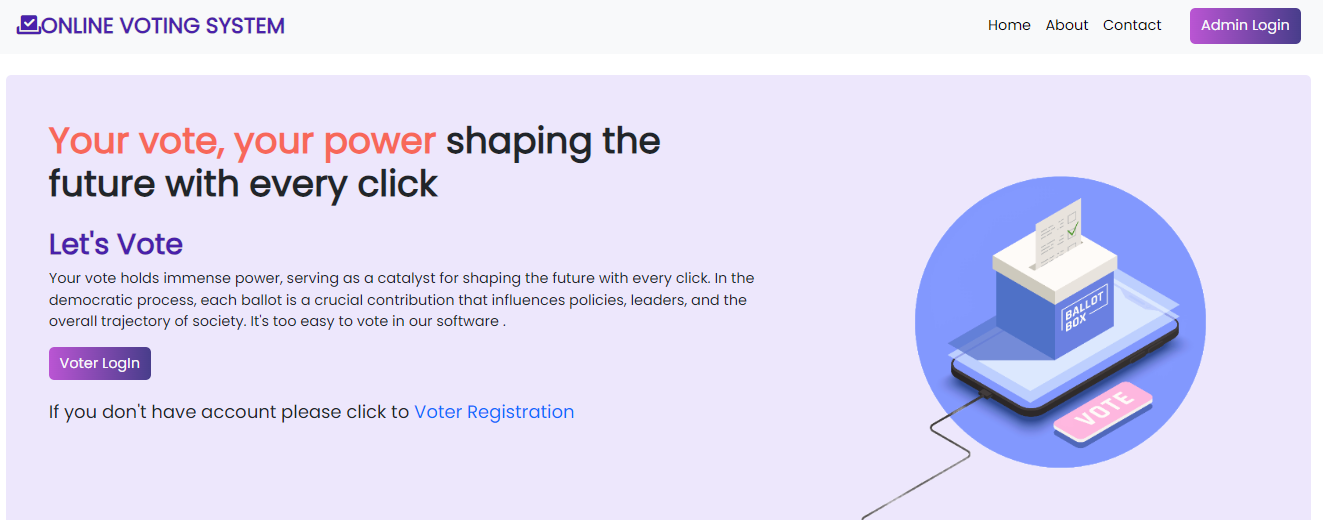 ONLINE VOTING SYSTEM
Home About Contact Admin Login
Your vote, your power shaping the
future with every click
Let's Vote
Your vote holds immense power, serving as a catalyst for shaping the future with every click. In the
democratic process, each ballot is a crucial contribution that influences policies, leaders, and the
overall trajectory of society. It's too easy to vote in our software .
Voter LogIn
If you don't have account please click to Voter Registration
BALLOT
BOX
VOTE